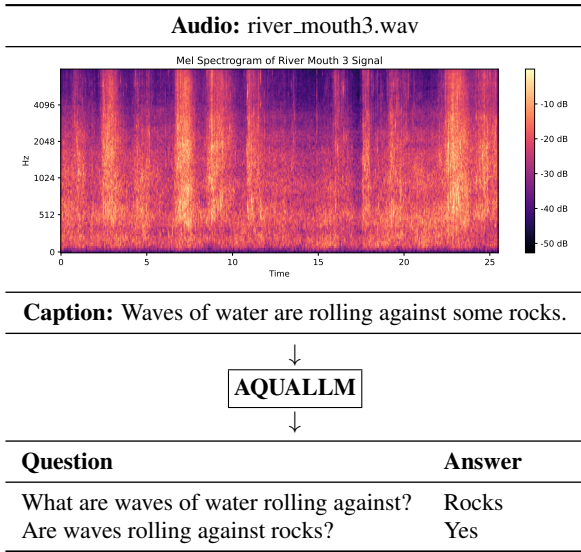 Audio: river_mouth3.wav
Mel Spectrogram of River Mouth 3 Signal
Hz
4096
2048
1024
512
0
0 5 10 15 20 25
Time
-10 dB
-20 dB
-30 dB
-40 dB
-50 dB
Caption: Waves of water are rolling against some rocks.
↓
AQUALLM
↓
Question Answer
What are waves of water rolling against? Rocks
Are waves rolling against rocks? Yes